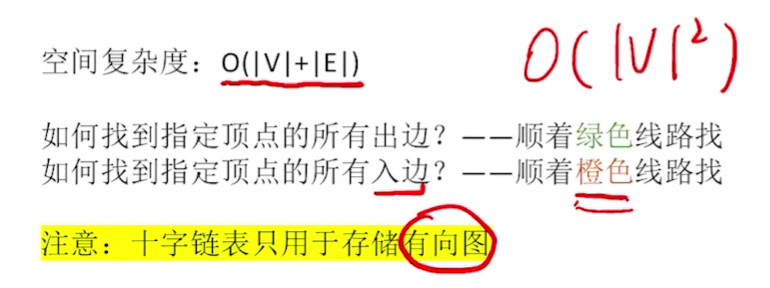 空间复杂度：O(|V|+|E|)
O(|V|²)
如何找到指定顶点的所有出边？——顺着绿色线路找
如何找到指定顶点的所有入边？——顺着橙色线路找
注意：十字链表只用于存储有向图